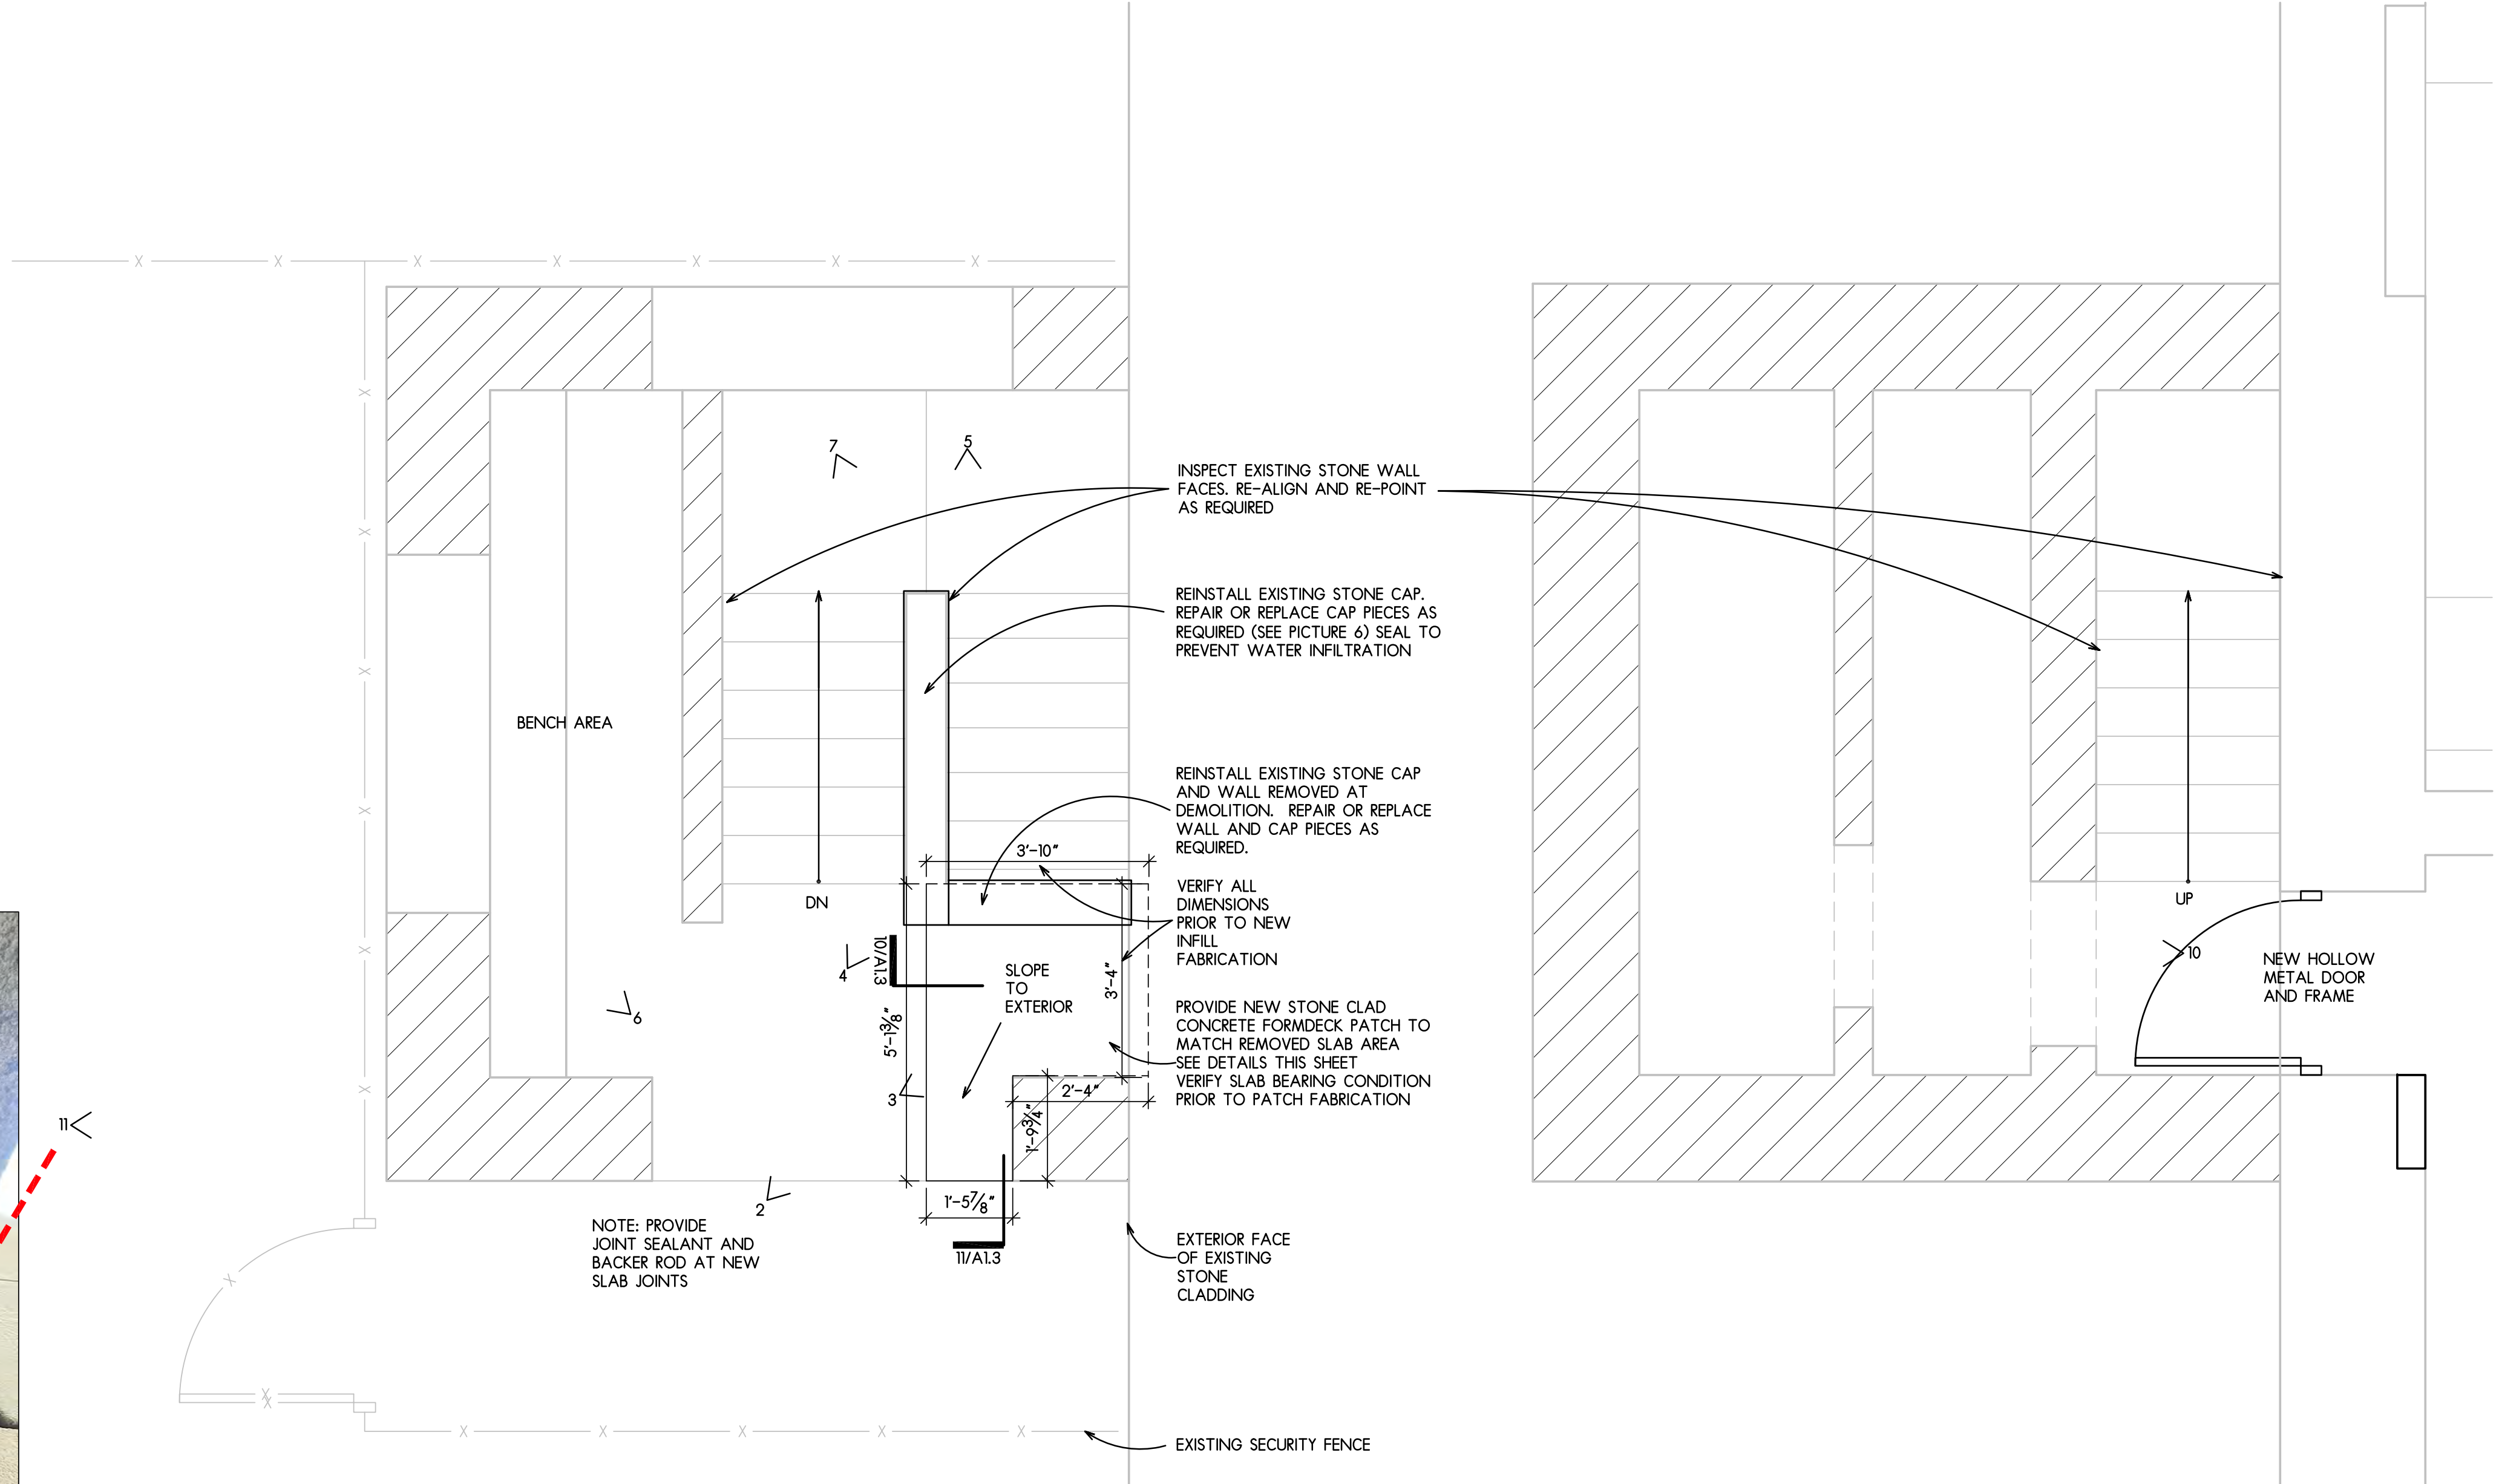 7
5
INSPECT EXISTING STONE WALL
FACES. RE-ALIGN AND RE-POINT
AS REQUIRED
REINSTALL EXISTING STONE CAP.
REPAIR OR REPLACE CAP PIECES AS
REQUIRED (SEE PICTURE 6) SEAL TO
PREVENT WATER INFILTRATION
BENCH AREA
REINSTALL EXISTING STONE CAP
AND WALL REMOVED AT
DEMOLITION. REPAIR OR REPLACE
WALL AND CAP PIECES AS
REQUIRED.
3'-10"
DN
VERIFY ALL
DIMENSIONS
PRIOR TO NEW
INFILL
FABRICATION
UP
10
NEW HOLLOW
METAL DOOR
AND FRAME
4
10/A1.3
SLOPE
TO
EXTERIOR
3'-4"
6
5'-1 3/8"
PROVIDE NEW STONE CLAD
CONCRETE FORMDECK PATCH TO
MATCH REMOVED SLAB AREA
SEE DETAILS THIS SHEET
VERIFY SLAB BEARING CONDITION
PRIOR TO PATCH FABRICATION
3
2'-4"
1'-9 3/4"
11
2
1'-5 7/8"
11/A1.3
NOTE: PROVIDE
JOINT SEALANT AND
BACKER ROD AT NEW
SLAB JOINTS
EXTERIOR FACE
OF EXISTING
STONE
CLADDING
EXISTING SECURITY FENCE